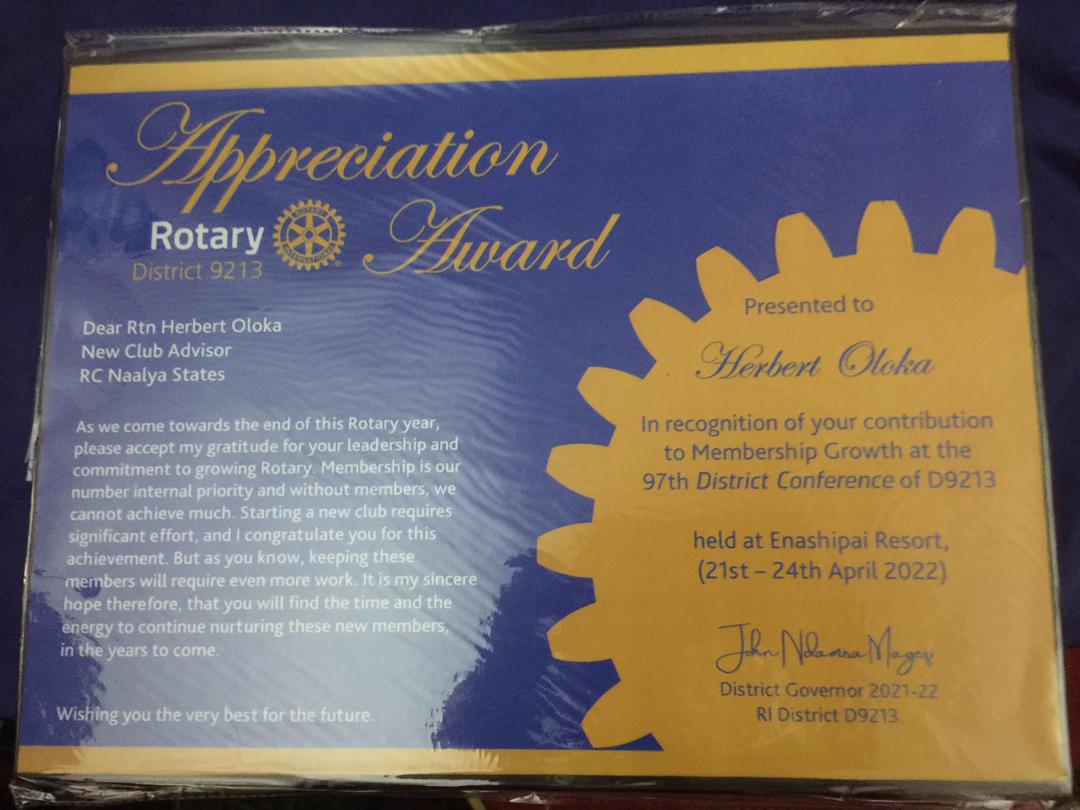 Appreciation
Award
Rotary
ROTARY
INTERNATIONAL
District 9213
Dear Rtn Herbert Oloka
New Club Advisor
RC Naalya States
As we come towards the end of this Rotary year,
please accept my gratitude for your leadership and
commitment to growing Rotary. Membership is our
number internal priority and without members, we
cannot achieve much. Starting a new club requires
significant effort, and I congratulate you for this
achievement. But as you know, keeping these
members will require even more work. It is my sincere
hope therefore, that you will find the time and the
energy to continue nurturing these new members,
in the years to come.
Wishing you the very best for the future.
Presented to
Herbert Oloka
In recognition of your contribution
to Membership Growth at the
97th District Conference of D9213
held at Enashipai Resort,
(21st – 24th April 2022)
John Ndamira Magezi
District Governor 2021-22
RI District D9213.